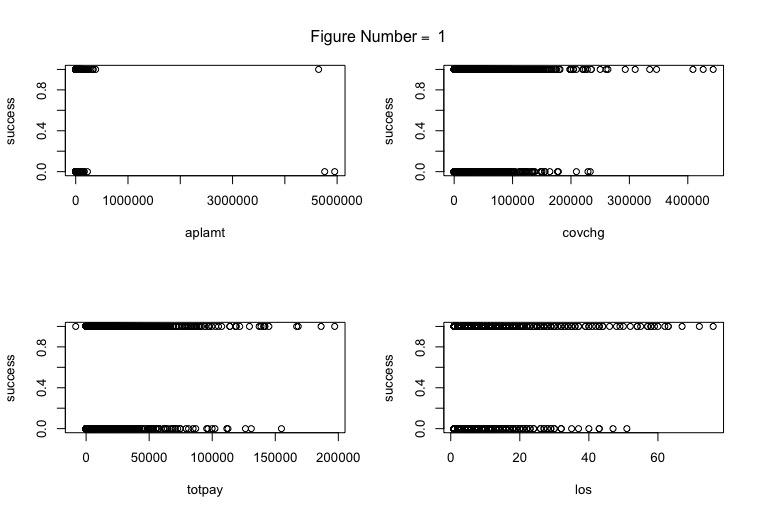 Figure Number = 1
success
0.0 0.4 0.8
0 1000000 3000000 5000000
aplamt
success
0.0 0.4 0.8
0 100000 200000 300000 400000
covchg
success
0.0 0.4 0.8
0 50000 100000 150000 200000
totpay
success
0.0 0.4 0.8
0 20 40 60
los